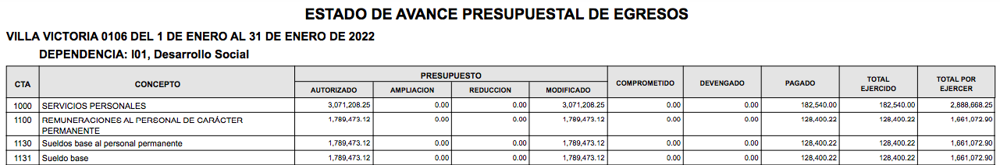 ESTADO DE AVANCE PRESUPUESTAL DE EGRESOS
VILLA VICTORIA 0106 DEL 1 DE ENERO AL 31 DE ENERO DE 2022
DEPENDENCIA: I01, Desarrollo Social
CTA CONCEPTO PRESUPUESTO COMPROMETIDO DEVENGADO PAGADO TOTAL EJERCIDO TOTAL POR EJERCER
AUTORIZADO AMPLIACION REDUCCION MODIFICADO
1000 SERVICIOS PERSONALES 3,071,208.25 0.00 0.00 3,071,208.25 0.00 0.00 182,540.00 182,540.00 2,888,668.25
1100 REMUNERACIONES AL PERSONAL DE CARÁCTER 1,789,473.12 0.00 0.00 1,789,473.12 0.00 0.00 128,400.22 128,400.22 1,661,072.90
PERMANENTE
1130 Sueldos base al personal permanente 1,789,473.12 0.00 0.00 1,789,473.12 0.00 0.00 128,400.22 128,400.22 1,661,072.90
1131 Sueldo base 1,789,473.12 0.00 0.00 1,789,473.12 0.00 0.00 128,400.22 128,400.22 1,661,072.90